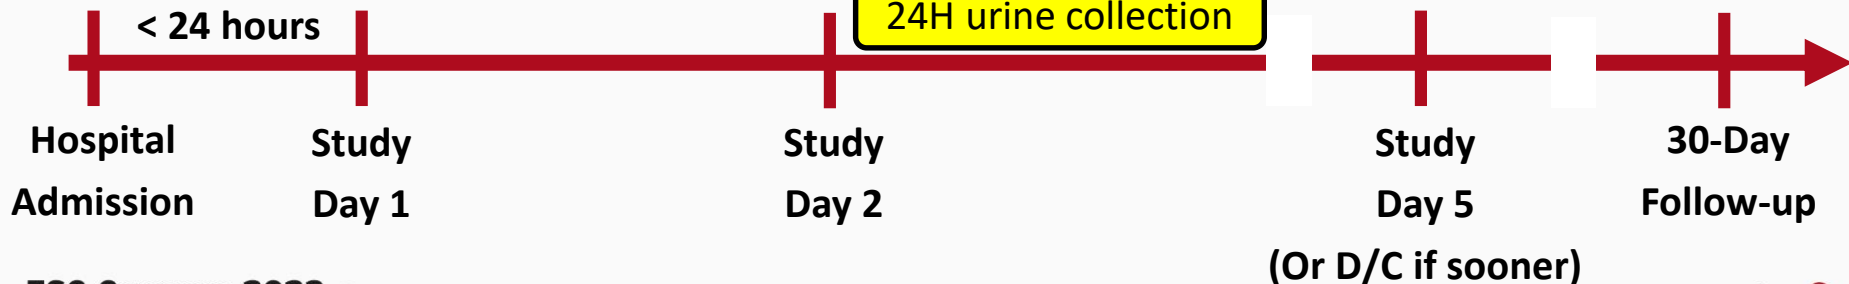 24H urine collection
< 24 hours
Hospital
Admission
Study
Day 1
Study
Day 2
Study
Day 5
(Or D/C if sooner)
30-Day
Follow-up